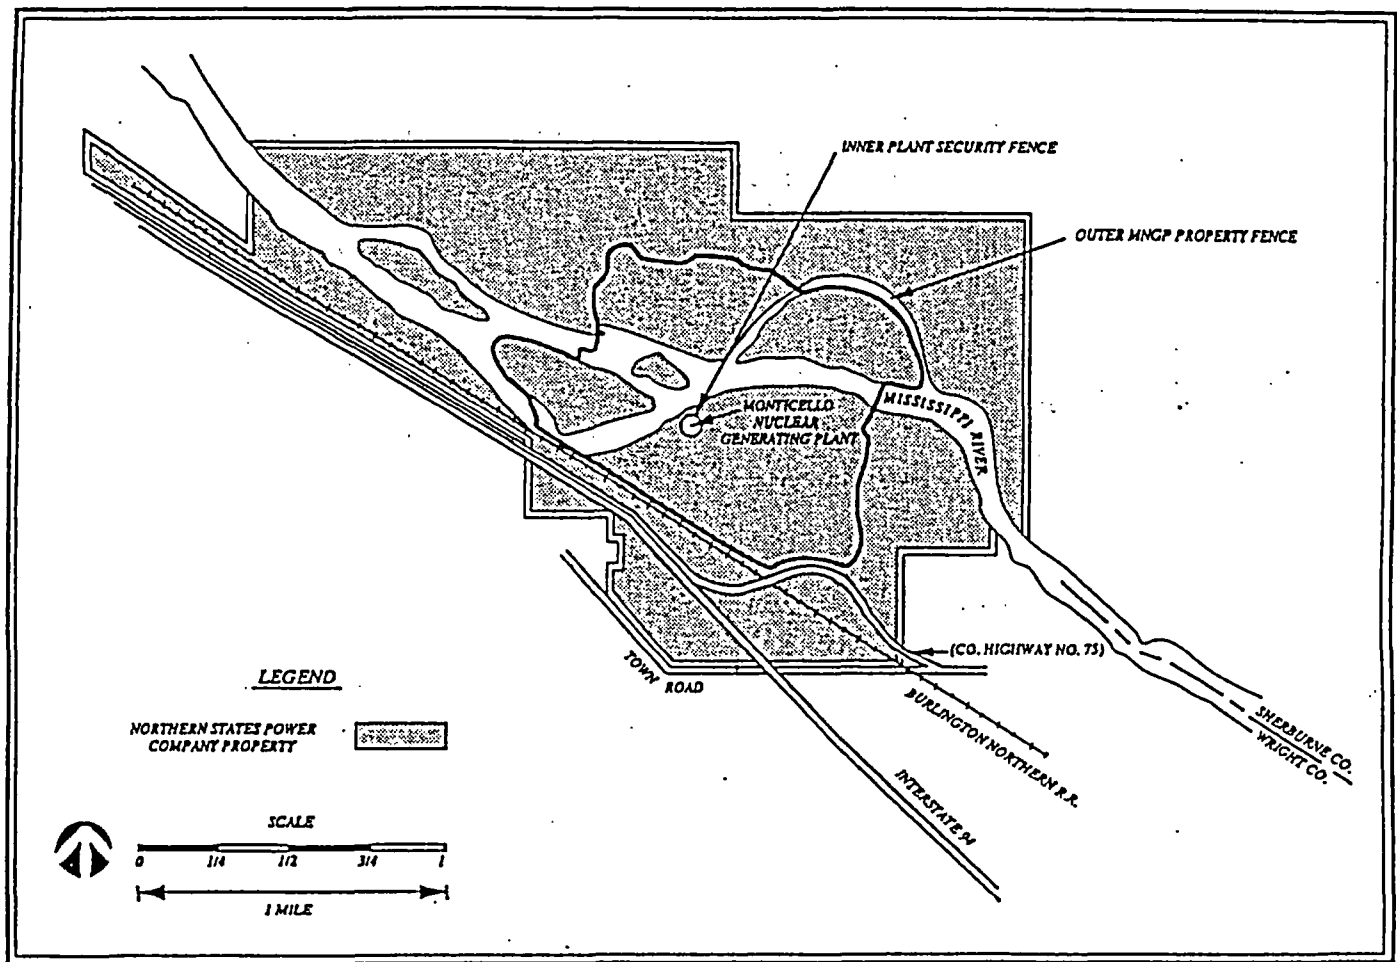 INNER PLANT SECURITY FENCE
OUTER MNGP PROPERTY FENCE
MISSISSIPPI RIVER
MONTICELLO
NUCLEAR
GENERATING PLANT
(CO. HIGHWAY NO. 75)
TOWN ROAD
BURLINGTON NORTHERN R.R.
INTERSTATE 94
SHERBURNE CO.
WRIGHT CO.
LEGEND
NORTHERN STATES POWER
COMPANY PROPERTY
SCALE
0 1/4 1/2 3/4 1
1 MILE